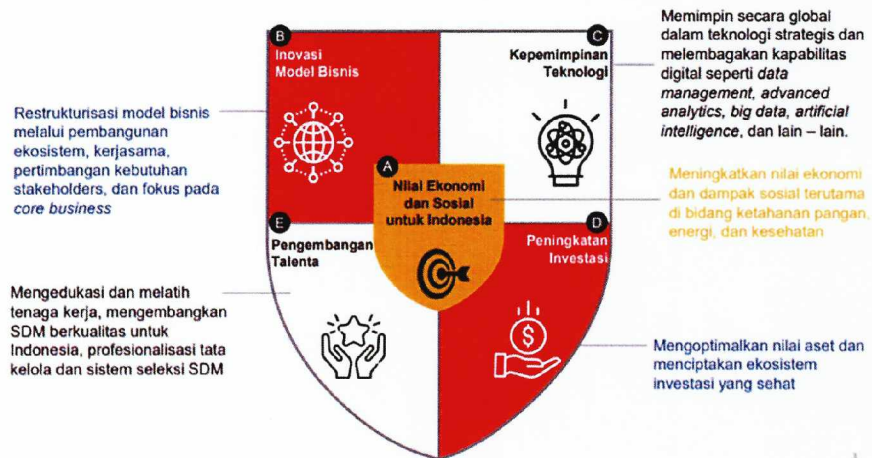 B
Inovasi
Model Bisnis
C
Kepemimpinan
Teknologi
Memimpin secara global
dalam teknologi strategis dan
melembagakan kapabilitas
digital seperti data
management, advanced
analytics, big data, artificial
intelligence, dan lain – lain.
Restrukturisasi model bisnis
melalui pembangunan
ekosistem, kerjasama,
pertimbangan kebutuhan
stakeholders, dan fokus pada
core business
A
Nilai Ekonomi
dan Sosial
untuk Indonesia
Meningkatkan nilai ekonomi
dan dampak sosial terutama
di bidang ketahanan pangan,
energi, dan kesehatan
E
Pengembangan
Talenta
D
Peningkatan
Investasi
$
Mengedukasi dan melatih
tenaga kerja, mengembangkan
SDM berkualitas untuk
Indonesia, profesionalisasi tata
kelola dan sistem seleksi SDM
Mengoptimalkan nilai aset dan
menciptakan ekosistem
investasi yang sehat